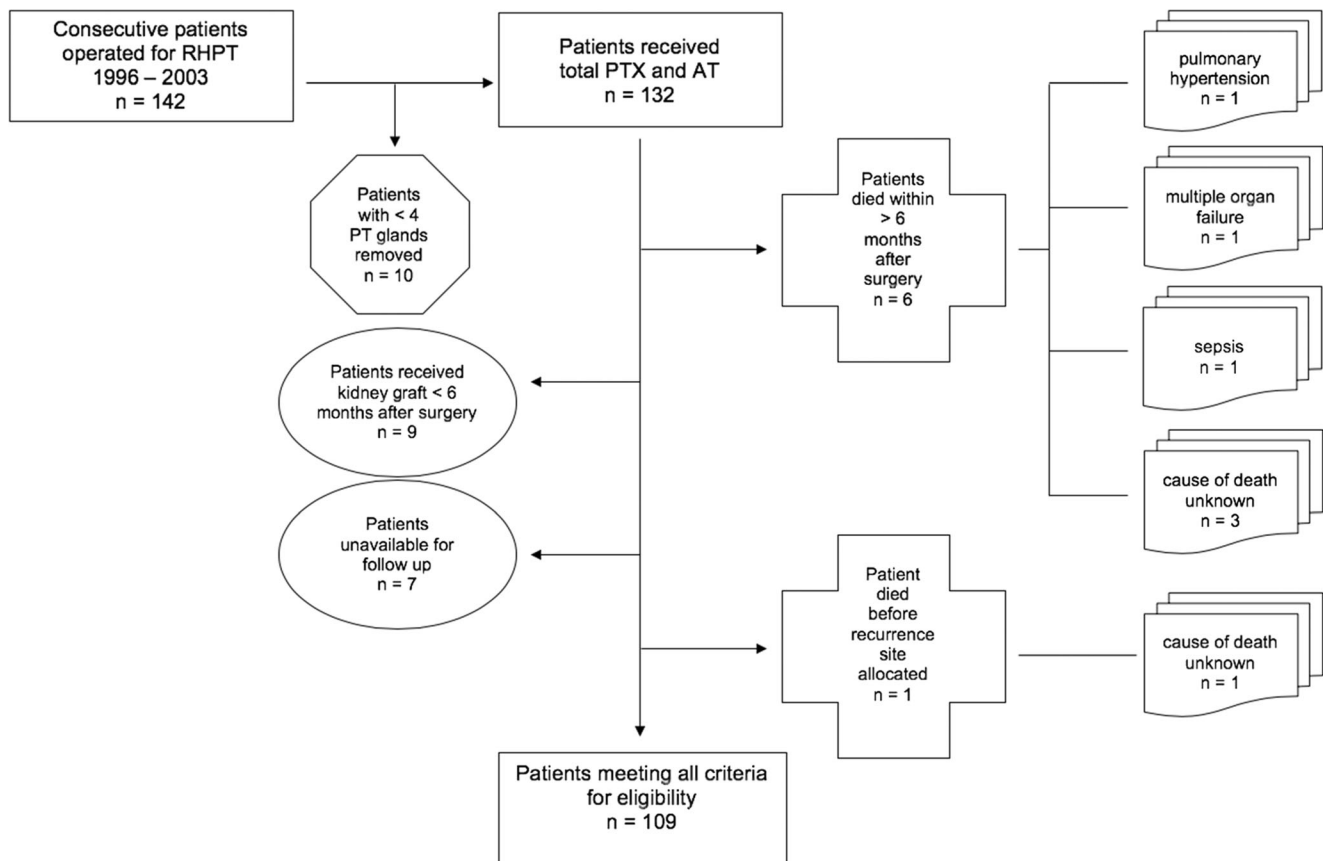 Consecutive patients
operated for RHPT
1996 – 2003
n = 142
Patients received
total PTX and AT
n = 132
Patients
with < 4
PT glands
removed
n = 10
Patients
died within
> 6
months
after
surgery
n = 6
pulmonary
hypertension
n = 1
multiple organ
failure
n = 1
sepsis
n = 1
cause of death
unknown
n = 3
Patients received
kidney graft < 6
months after surgery
n = 9
Patients
unavailable for
follow up
n = 7
Patient
died
before
recurrence
site
allocated
n = 1
cause of death
unknown
n = 1
Patients meeting all criteria
for eligibility
n = 109